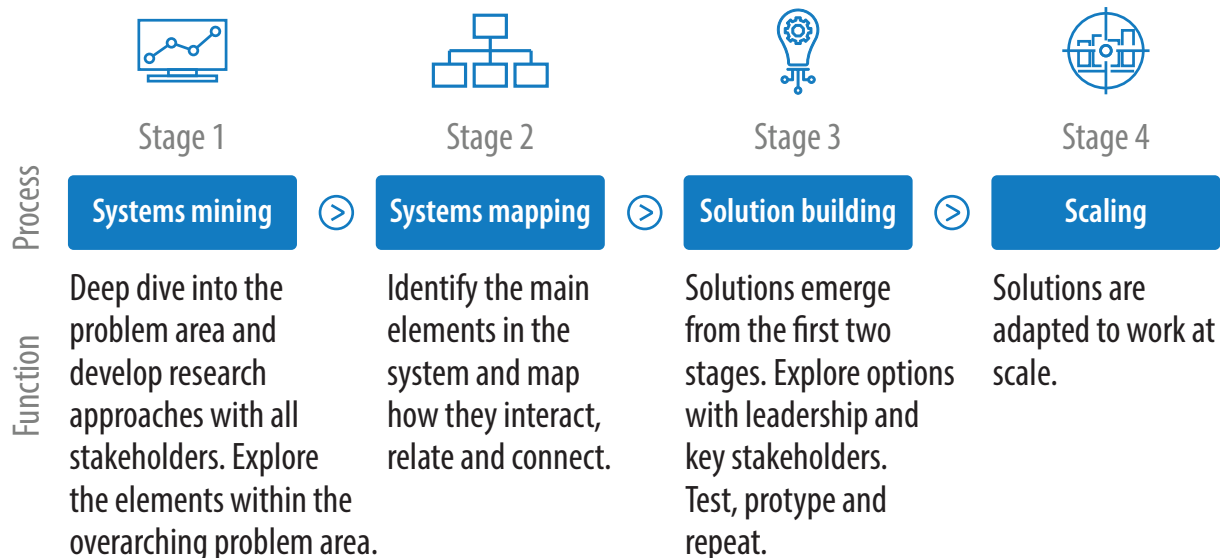 Stage 1
Stage 2
Stage 3
Stage 4
Process
Systems mining
Systems mapping
Solution building
Scaling
Function
Deep dive into the
problem area and
develop research
approaches with all
stakeholders. Explore
the elements within the
overarching problem area.
Identify the main
elements in the
system and map
how they interact,
relate and connect.
Solutions emerge
from the first two
stages. Explore options
with leadership and
key stakeholders.
Test, protype and
repeat.
Solutions are
adapted to work at
scale.